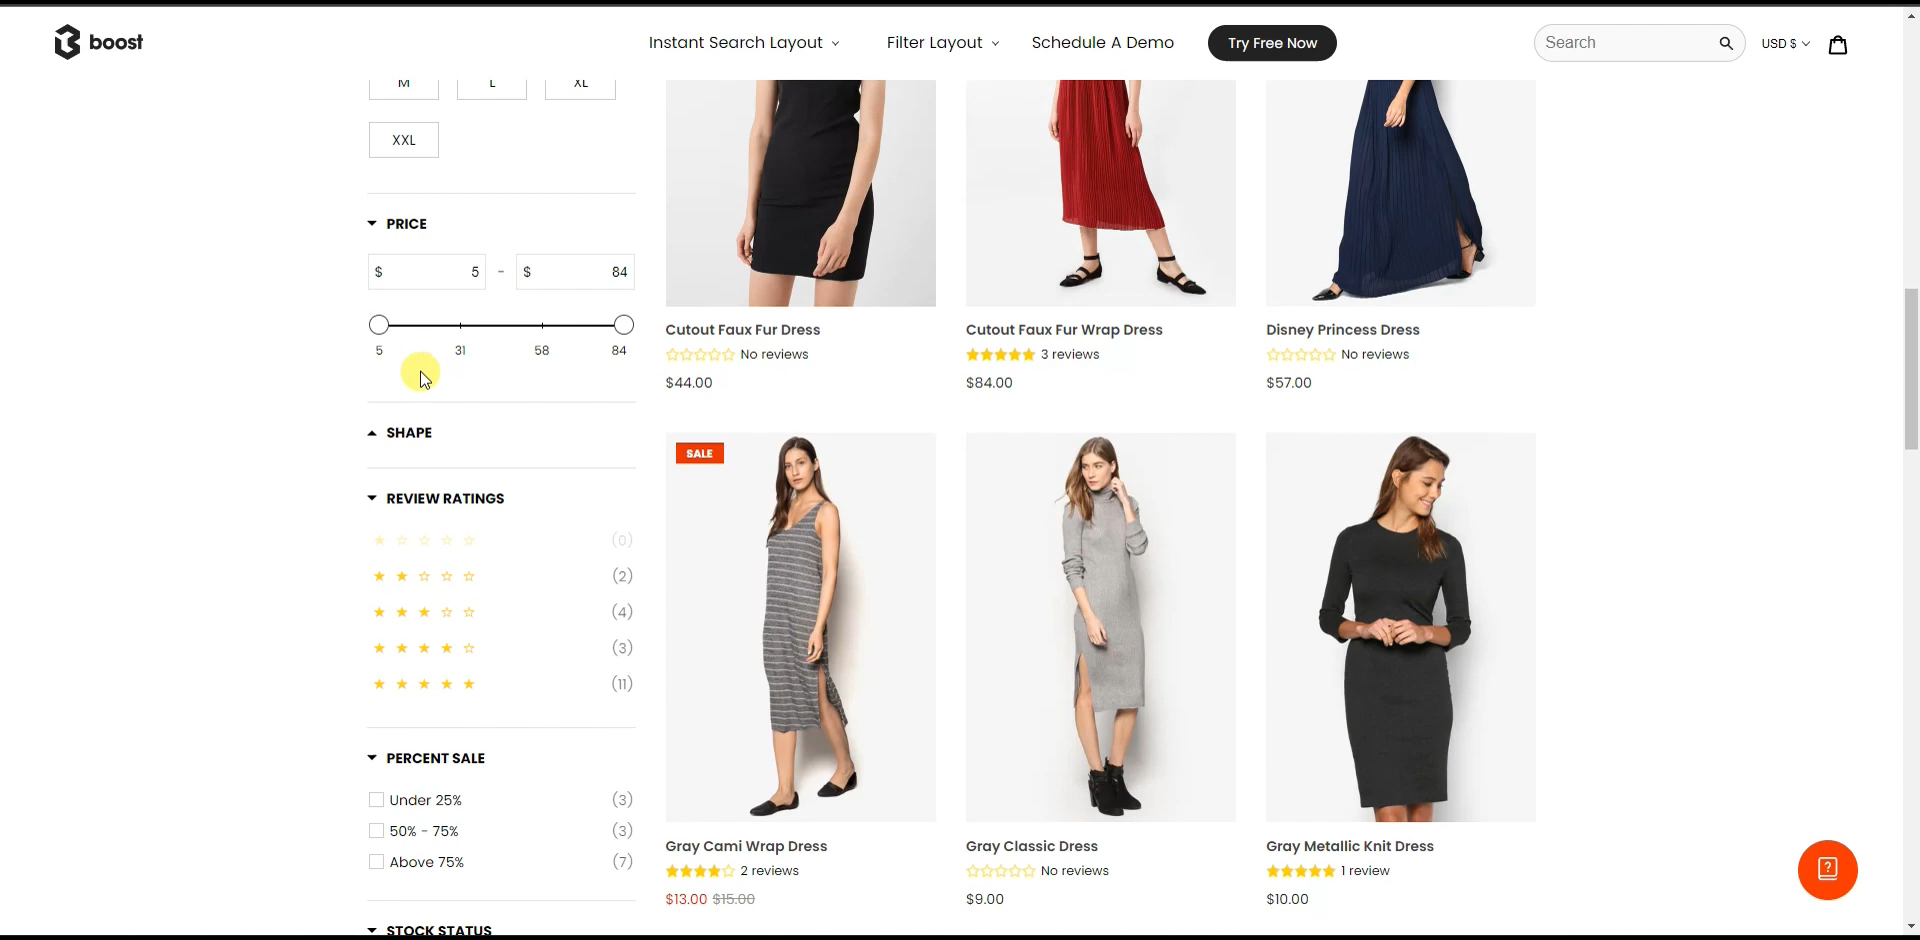 boost
Instant Search Layout
Filter Layout
Schedule A Demo
Try Free Now
Search
USD $
M
L
XL
XXL
PRICE
$ 5 - $ 84
5 31 58 84
SHAPE
REVIEW RATINGS
(0)
(2)
(4)
(3)
(11)
PERCENT SALE
Under 25% (3)
50% - 75% (3)
Above 75% (7)
STOCK STATUS
Cutout Faux Fur Dress
No reviews
$44.00
Cutout Faux Fur Wrap Dress
3 reviews
$84.00
Disney Princess Dress
No reviews
$57.00
SALE
Gray Cami Wrap Dress
2 reviews
$13.00 $15.00
Gray Classic Dress
No reviews
$9.00
Gray Metallic Knit Dress
1 review
$10.00
?